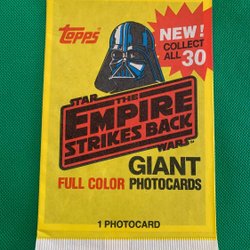 Topps
NEW!
COLLECT
ALL 30
STAR THE WARS
EMPIRE
STRIKES BACK
GIANT
FULL COLOR PHOTOCARDS
1 PHOTOCARD